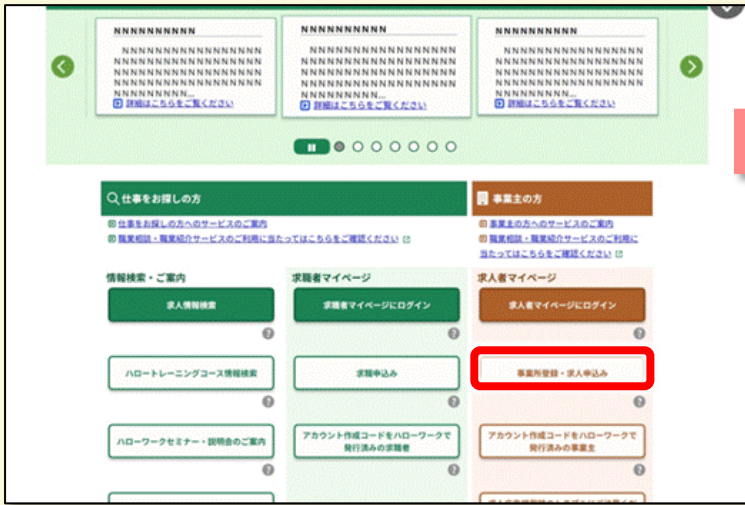 NNNNNNNNNN
NNNNNNNNNNNNNNNNN
NNNNNNNNNNNNNNNNNN
NNNNNNNNNNNNNNNNNN
NNNNNNNNNNNNNNNNNN
NNNNNNNNN...
詳細はこちらをご覧ください
NNNNNNNNNN
NNNNNNNNNNNNNNNNN
NNNNNNNNNNNNNNNNNN
NNNNNNNNNNNNNNNNNN
NNNNNNNNNNNNNNNNNN
NNNNNNNNN...
詳細はこちらをご覧ください
NNNNNNNNNN
NNNNNNNNNNNNNNNNN
NNNNNNNNNNNNNNNNNN
NNNNNNNNNNNNNNNNNN
NNNNNNNNNNNNNNNNNN
NNNNNNNNN...
詳細はこちらをご覧ください
仕事をお探しの方
仕事をお探しの方へのサービスのご案内
職業相談・職業紹介サービスのご利用に当たってはこちらをご確認ください
事業主の方
事業主の方へのサービスのご案内
職業相談・職業紹介サービスのご利用に
当たってはこちらをご確認ください
情報検索・ご案内
求人情報検索
ハロートレーニングコース情報検索
ハローワークセミナー・説明会のご案内
求職者マイページ
求職者マイページにログイン
求職申込み
アカウント作成コードをハローワークで
発行済みの求職者
求人者マイページ
求人者マイページにログイン
事業所登録・求人申込み
アカウント作成コードをハローワークで
発行済みの事業主